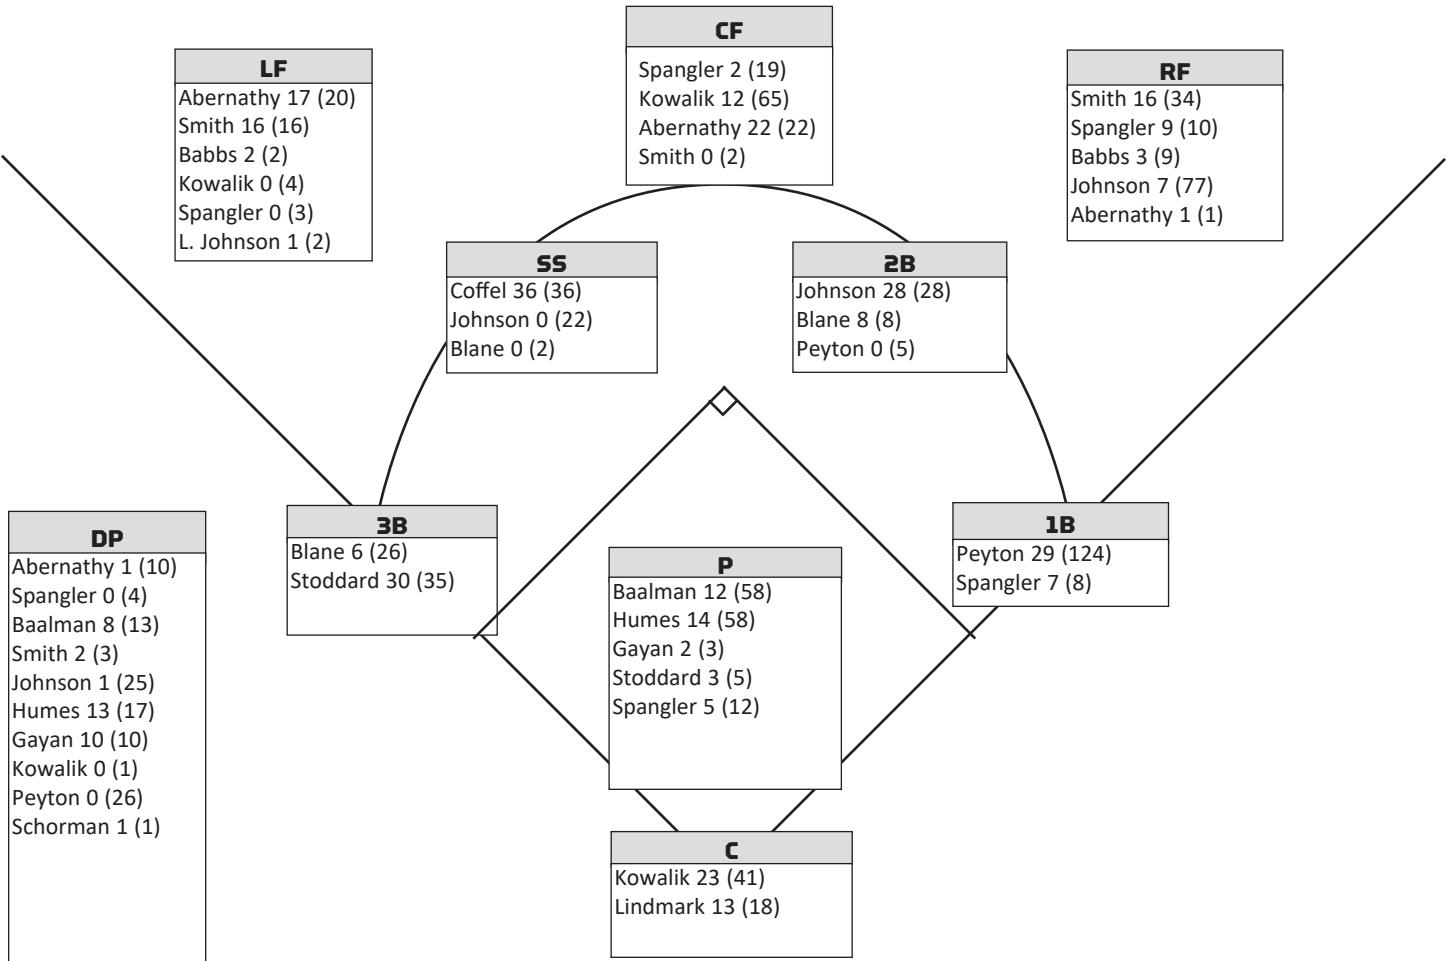 CF
Spangler 2 (19)
Kowalik 12 (65)
Abernathy 22 (22)
Smith 0 (2)
LF
Abernathy 17 (20)
Smith 16 (16)
Babbs 2 (2)
Kowalik 0 (4)
Spangler 0 (3)
L. Johnson 1 (2)
RF
Smith 16 (34)
Spangler 9 (10)
Babbs 3 (9)
Johnson 7 (77)
Abernathy 1 (1)
SS
Coffel 36 (36)
Johnson 0 (22)
Blane 0 (2)
2B
Johnson 28 (28)
Blane 8 (8)
Peyton 0 (5)
3B
Blane 6 (26)
Stoddard 30 (35)
1B
Peyton 29 (124)
Spangler 7 (8)
DP
Abernathy 1 (10)
Spangler 0 (4)
Baalman 8 (13)
Smith 2 (3)
Johnson 1 (25)
Humes 13 (17)
Gayan 10 (10)
Kowalik 0 (1)
Peyton 0 (26)
Schorman 1 (1)
P
Baalman 12 (58)
Humes 14 (58)
Gayan 2 (3)
Stoddard 3 (5)
Spangler 5 (12)
C
Kowalik 23 (41)
Lindmark 13 (18)